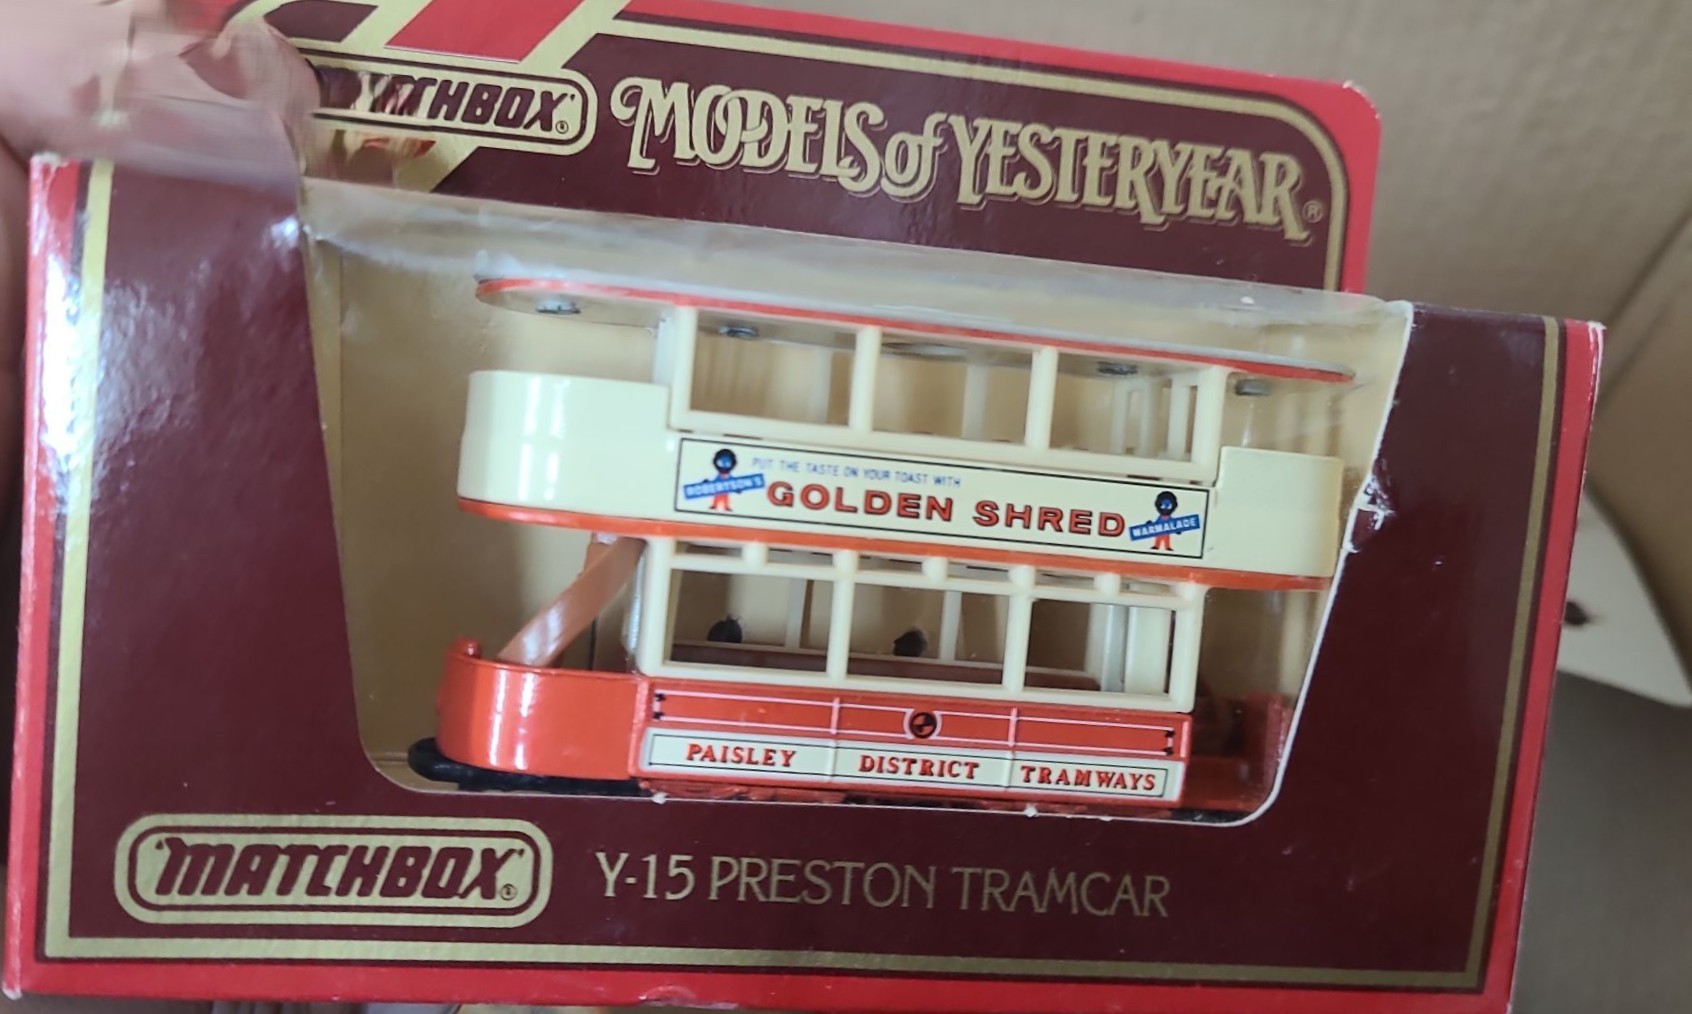 MATCHBOX®
MODELS of YESTERYEAR®
PUT THE TASTE ON YOUR TOAST WITH
ROBERTSON'S GOLDEN SHRED MARMALADE
PAISLEY DISTRICT TRAMWAYS
"MATCHBOX"® Y-15 PRESTON TRAMCAR